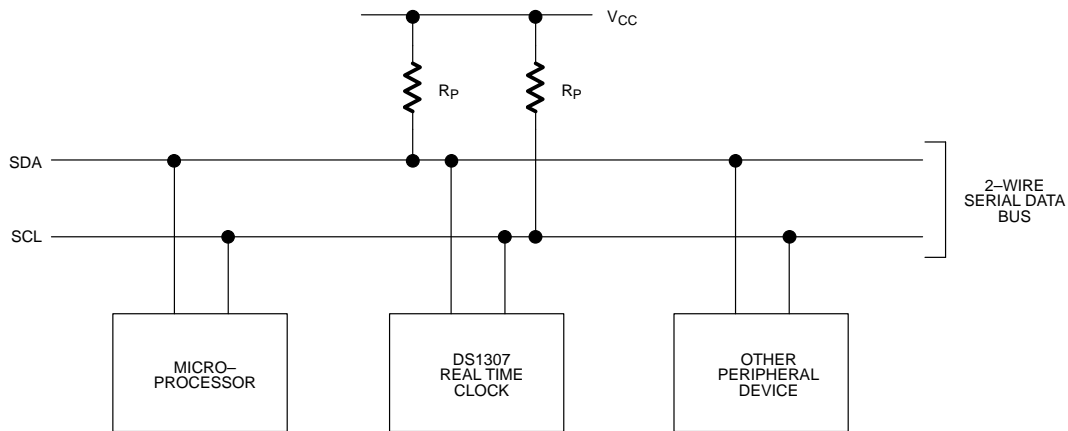 VCC
RP
RP
SDA
SCL
2–WIRE
SERIAL DATA
BUS
MICRO–
PROCESSOR
DS1307
REAL TIME
CLOCK
OTHER
PERIPHERAL
DEVICE